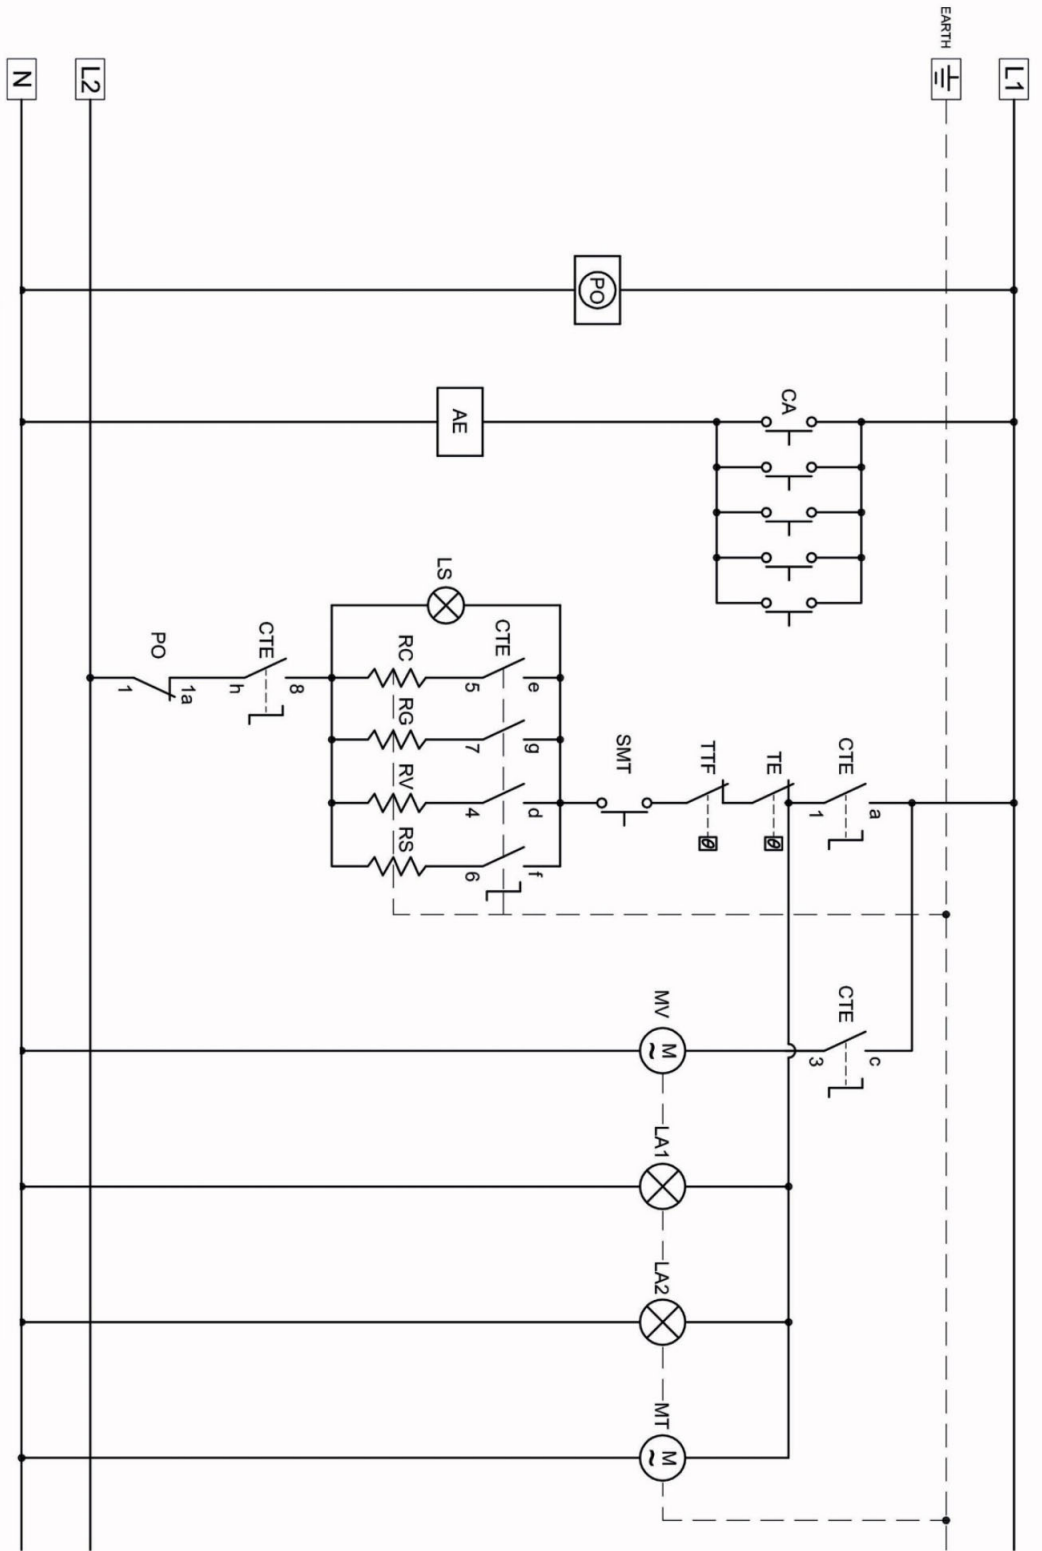 L1
EARTH
a
c
CTE
CTE
1
3
CA
TE
θ
TTF
θ
MV
M
~
LA1
LA2
MT
M
~
SMT
PO
e
g
d
f
CTE
5
7
4
6
AE
LS
RC
RG
RV
RS
8
CTE
h
1a
PO
1
L2
N